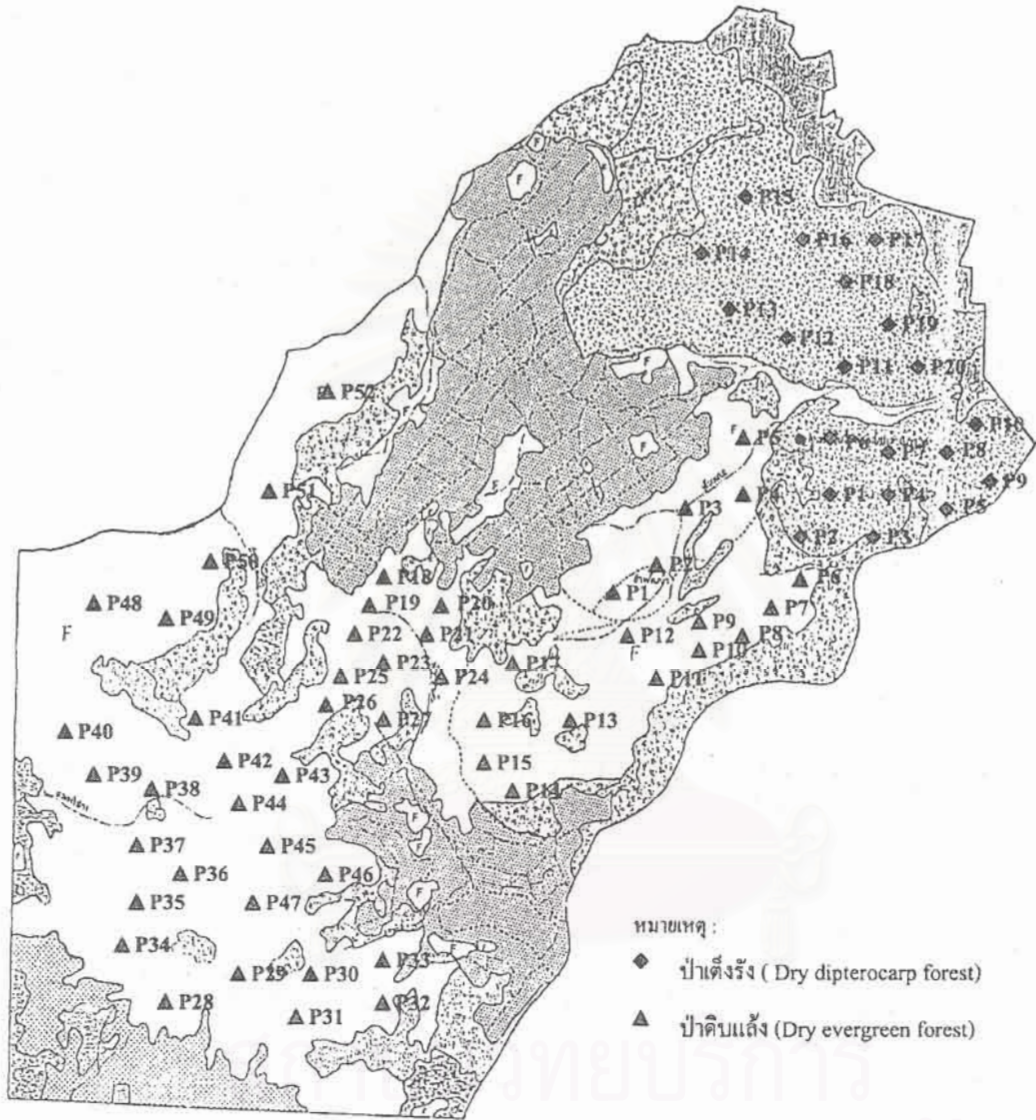 F
F
P15
P16
P17
P14
P18
P13
P19
P12
F
P11
P20
P52
F
P10
F
P5
P6
P7
P8
F
P9
P51
F
P4
P1
P4
P3
P5
P2
P3
P50
P2
P18
P6
P48
P1
P19
P20
P7
P49
P9
F
P22
P21
P12
P8
F
P10
P23
P17
P25
P24
P11
P26
P41
P27
P16
P13
P40
P42
P15
P39
P43
P38
P14
P44
F
P37
P45
F
P36
P46
F
P35
P47
หมายเหตุ :
P34
F
P33
P29
P30
ป่าเต็งรัง ( Dry dipterocarp forest)
P28
P32
P31
ป่าดิบแล้ง (Dry evergreen forest)